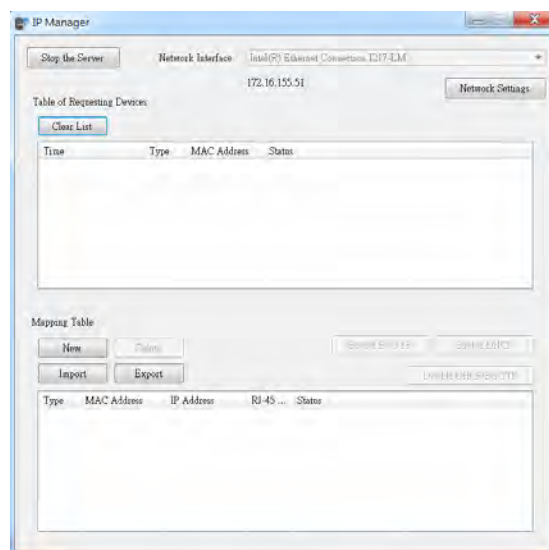 IP Manager
Stop the Server
Network Interface
Intel(R) Ethernet Connection I217-LM
172.16.155.51
Network Settings
Table of Requesting Devices
Clear List
Time Type MAC Address Status
Mapping Table
New Delete
Import Export
Type MAC Address IP Address RJ-45 ... Status